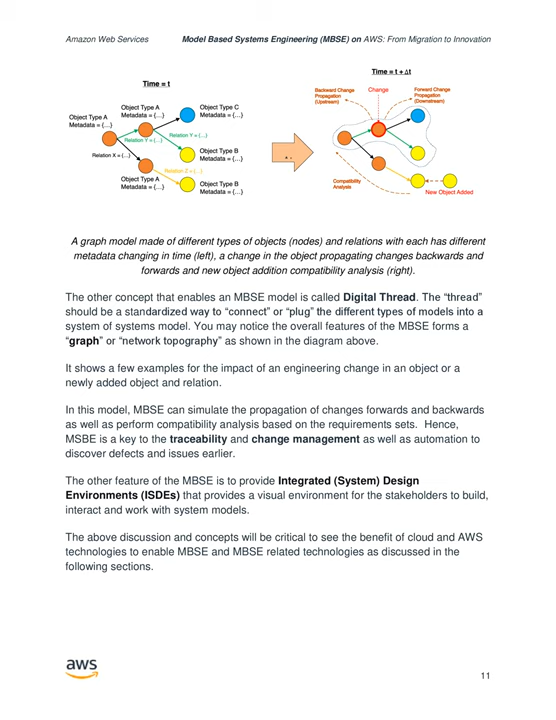 Amazon Web Services Model Based Systems Engineering (MBSE) on AWS: From Migration to Innovation
Time = t
Object Type A
Metadata = {...}
Object Type A
Metadata = {...}
Object Type C
Metadata = {...}
Relation Y = {...}
Relation Y = {...}
Relation X = {...}
Object Type B
Metadata = {...}
Relation Z = {...}
Object Type A
Metadata = {...}
Object Type B
Metadata = {...}
Time = t + Δt
Backward Change
Propagation
(Upstream)
Change
Forward Change
Propagation
(Downstream)
Compatibility
Analysis
New Object Added
A graph model made of different types of objects (nodes) and relations with each has different
metadata changing in time (left), a change in the object propagating changes backwards and
forwards and new object addition compatibility analysis (right).
The other concept that enables an MBSE model is called Digital Thread. The “thread”
should be a standardized way to “connect” or “plug” the different types of models into a
system of systems model. You may notice the overall features of the MBSE forms a
“graph” or “network topography” as shown in the diagram above.
It shows a few examples for the impact of an engineering change in an object or a
newly added object and relation.
In this model, MBSE can simulate the propagation of changes forwards and backwards
as well as perform compatibility analysis based on the requirements sets. Hence,
MSBE is a key to the traceability and change management as well as automation to
discover defects and issues earlier.
The other feature of the MBSE is to provide Integrated (System) Design
Environments (ISDEs) that provides a visual environment for the stakeholders to build,
interact and work with system models.
The above discussion and concepts will be critical to see the benefit of cloud and AWS
technologies to enable MBSE and MBSE related technologies as discussed in the
following sections.
aws
11